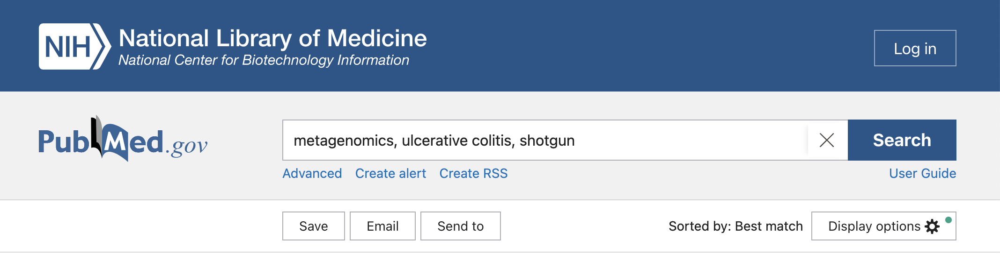 NIH
National Library of Medicine
National Center for Biotechnology Information
Log in
PubMed.gov
metagenomics, ulcerative colitis, shotgun
Search
Advanced Create alert Create RSS
User Guide
Save Email Send to
Sorted by: Best match
Display options